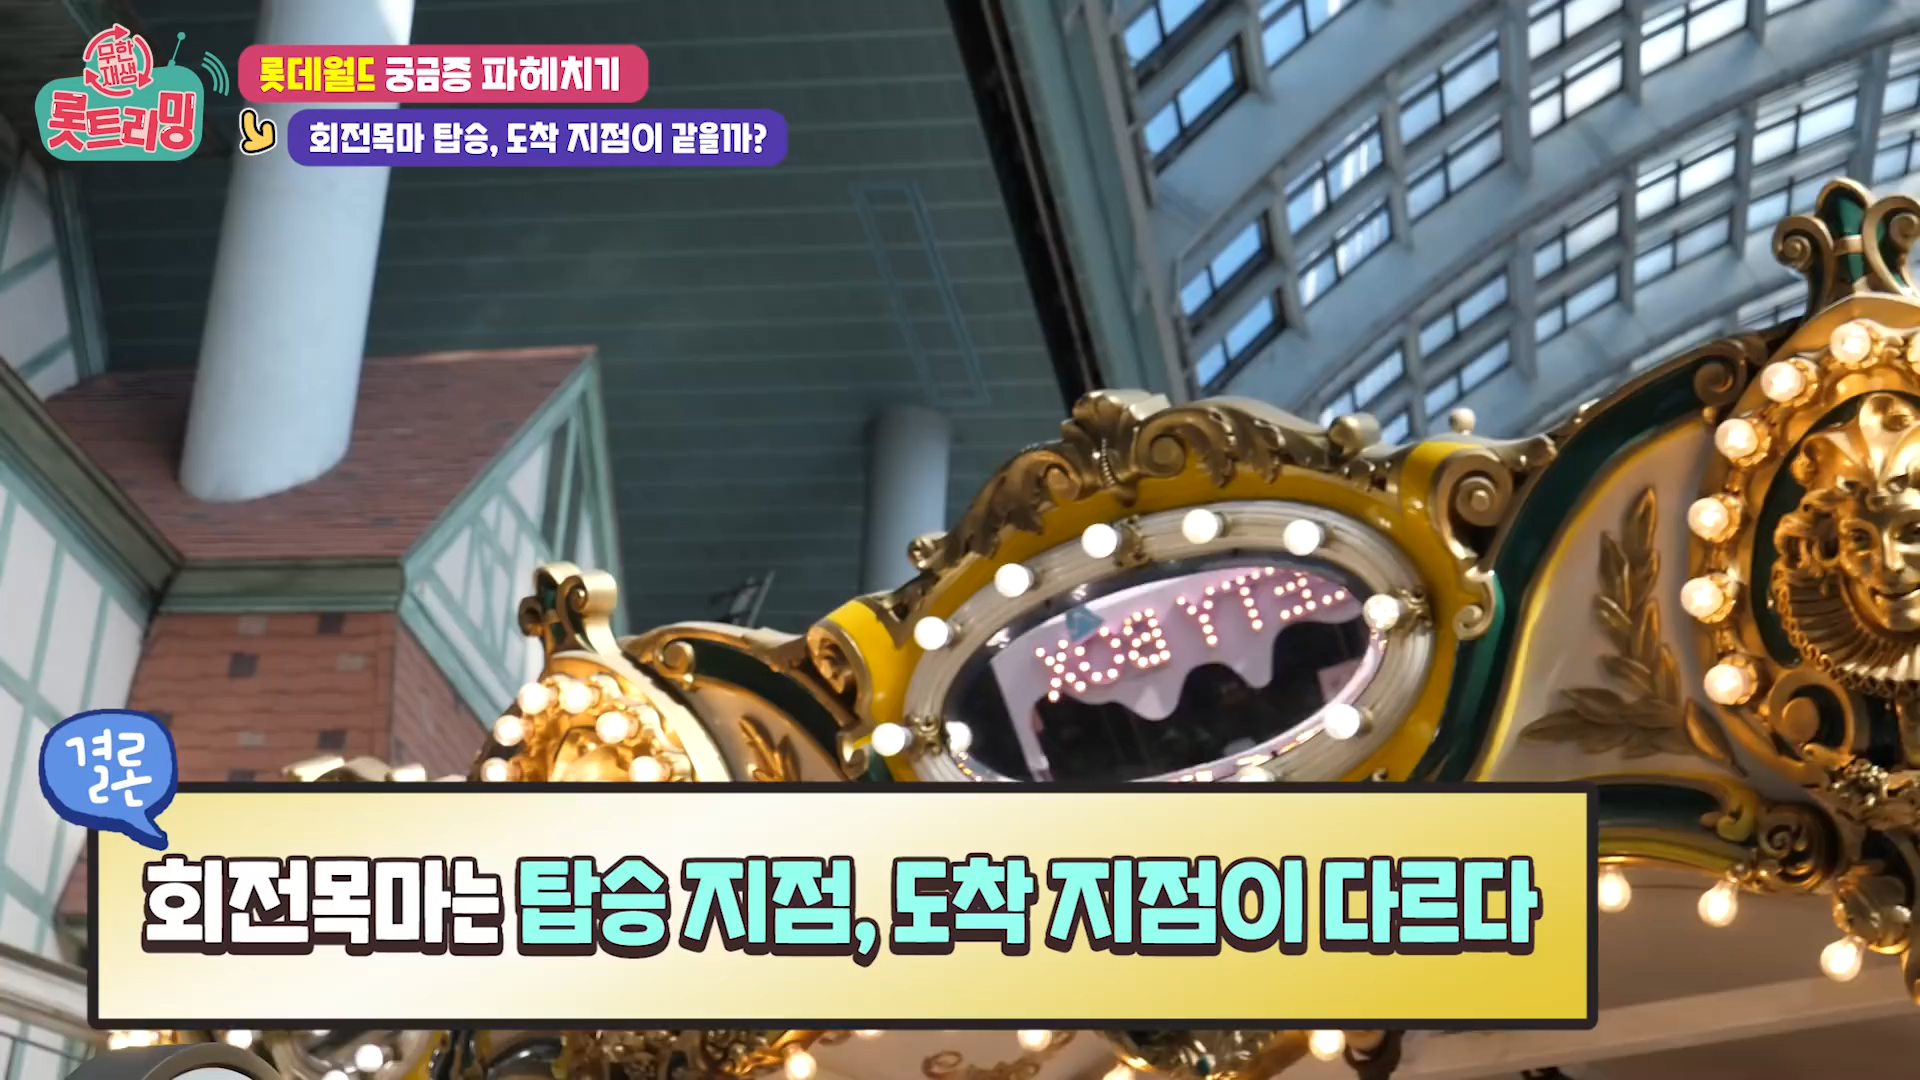 무한
재생
롯트리밍
롯데월드 궁금증 파헤치기
회전목마 탑승, 도착 지점이 같을까?
결론
회전목마는 탑승 지점, 도착 지점이 다르다